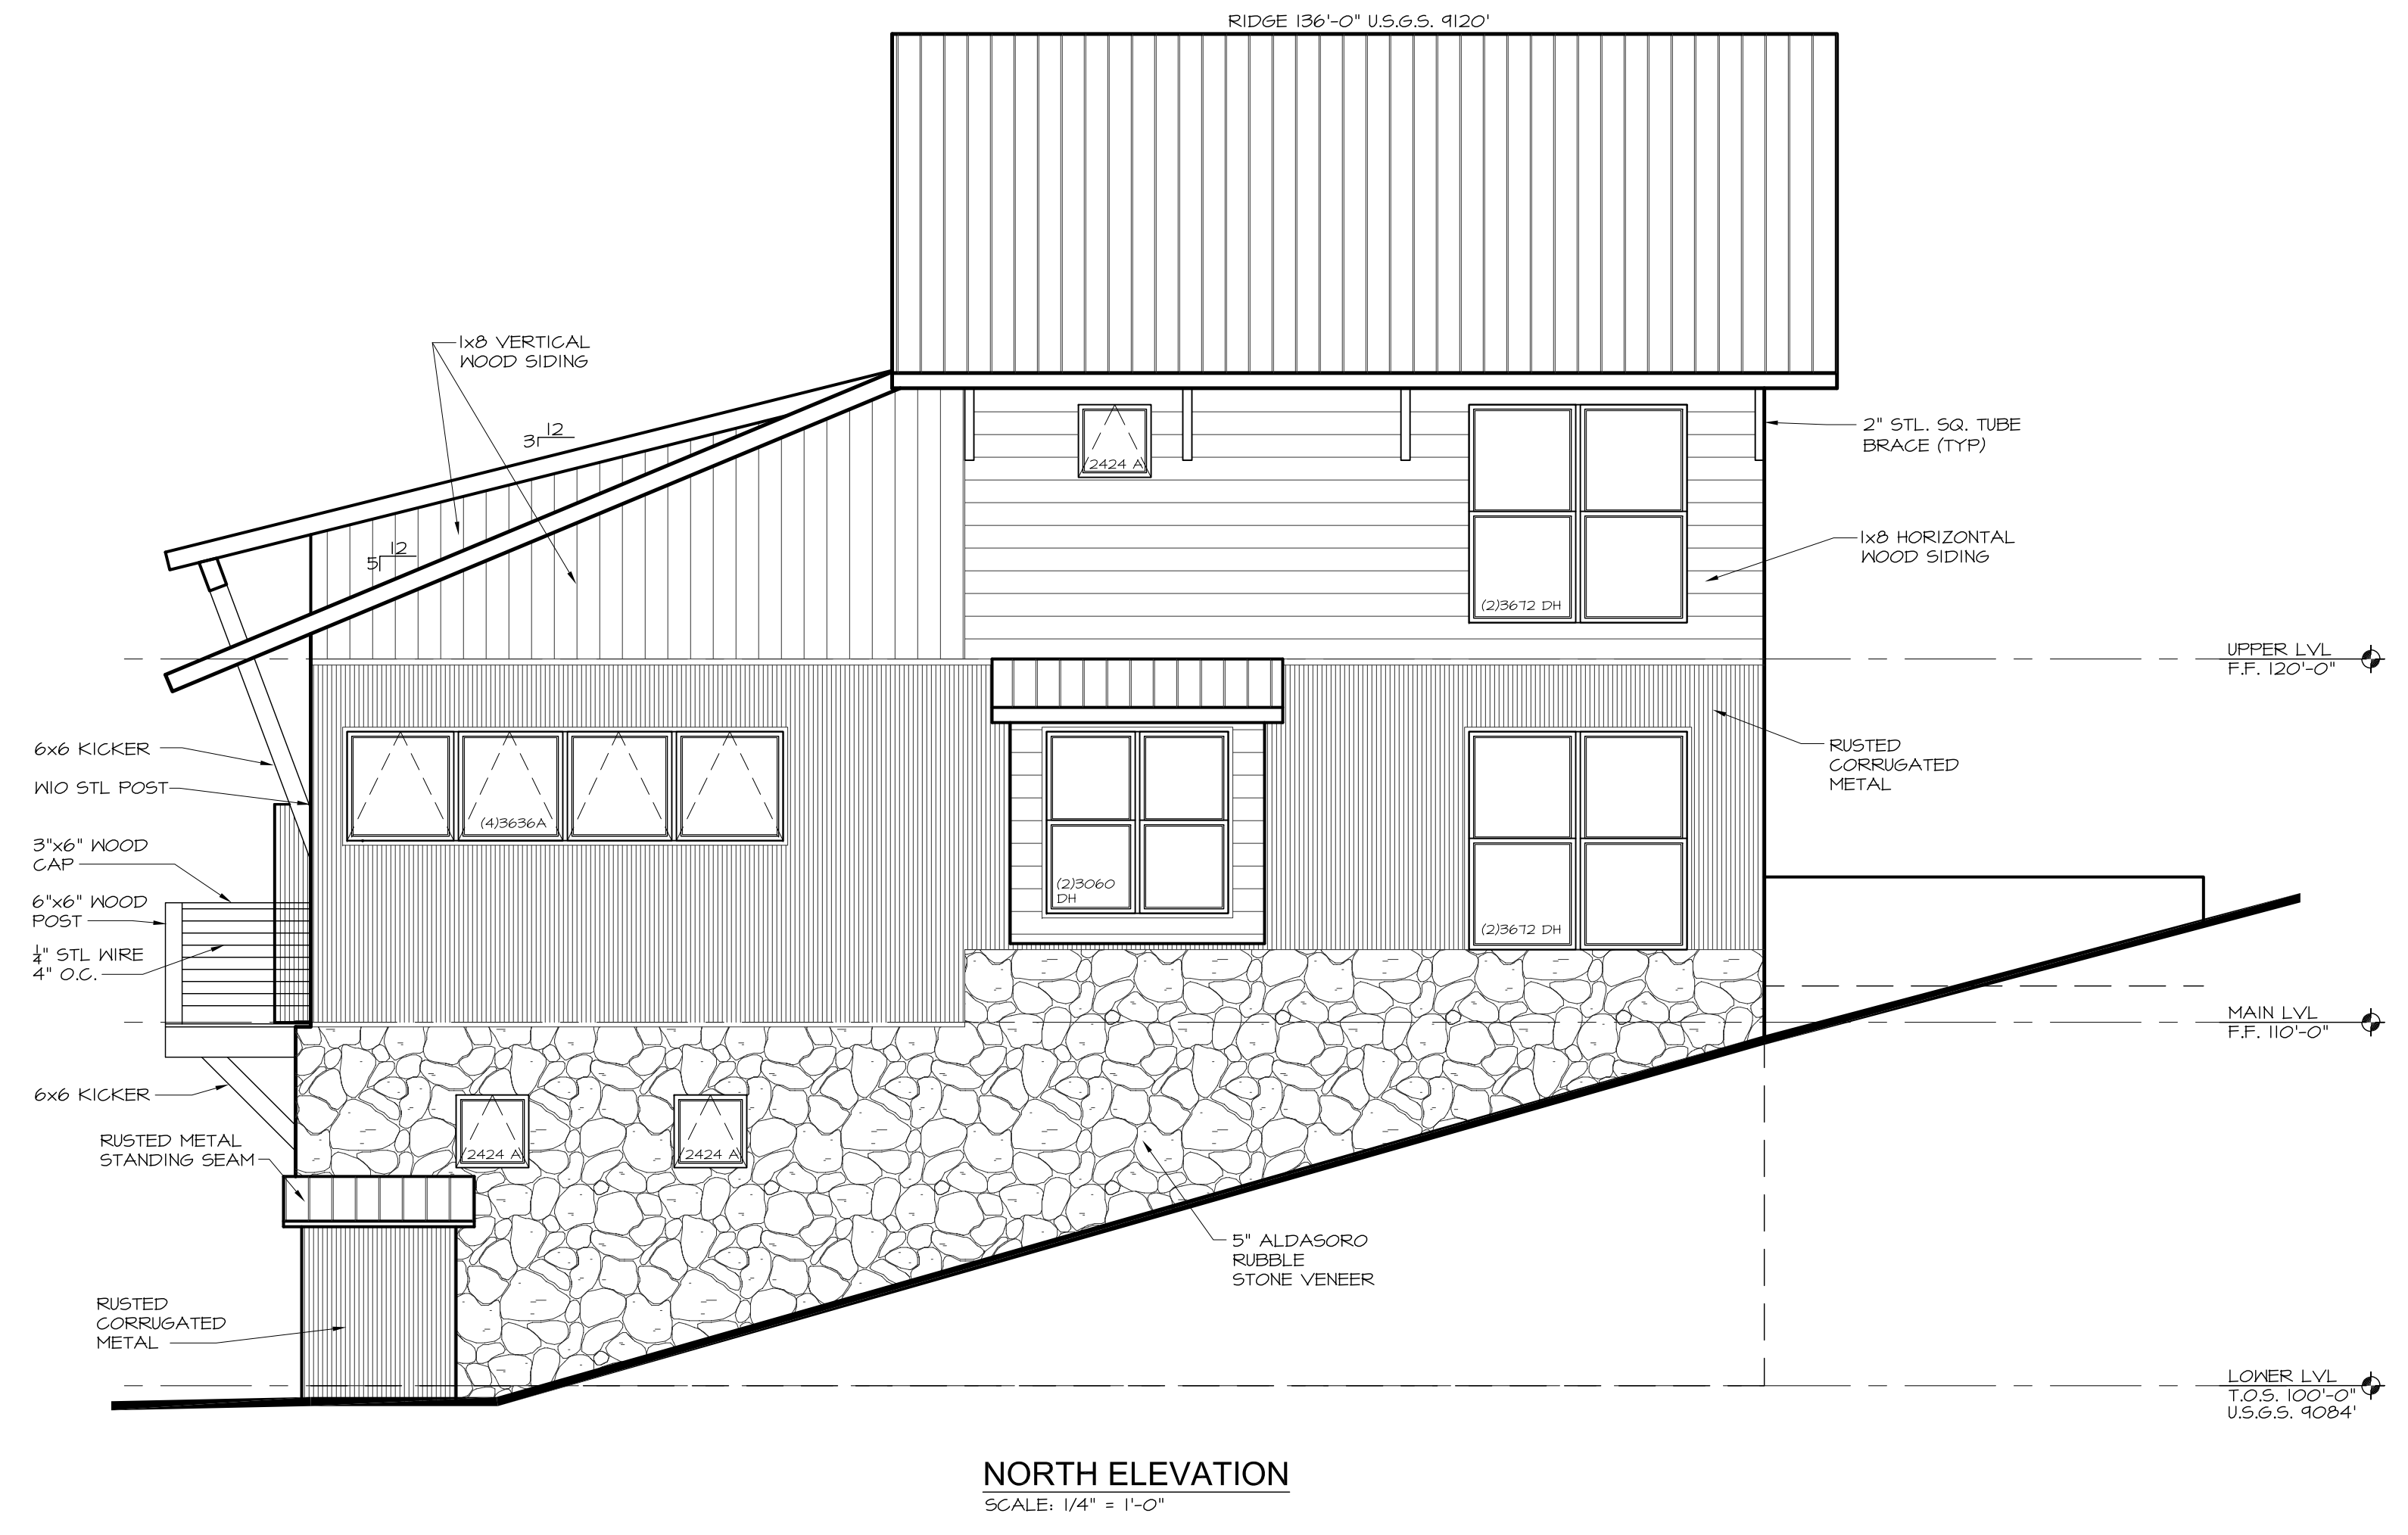 RIDGE 136'-0" U.S.G.S. 9120'
1x8 VERTICAL
WOOD SIDING
12
3
12
5
2424 A
2" STL. SQ. TUBE
BRACE (TYP)
1x8 HORIZONTAL
WOOD SIDING
(2)3672 DH
UPPER LVL
F.F. 120'-0"
6x6 KICKER
W10 STL POST
RUSTED
CORRUGATED
METAL
(4)3636A
3"x6" WOOD
CAP
6"x6" WOOD
POST
(2)3060
DH
(2)3672 DH
1/4" STL WIRE
4" O.C.
MAIN LVL
F.F. 110'-0"
6x6 KICKER
RUSTED METAL
STANDING SEAM
2424 A
2424 A
5" ALDASORO
RUBBLE
STONE VENEER
RUSTED
CORRUGATED
METAL
LOWER LVL
T.O.S. 100'-0"
U.S.G.S. 9084'
NORTH ELEVATION
SCALE: 1/4" = 1'-0"